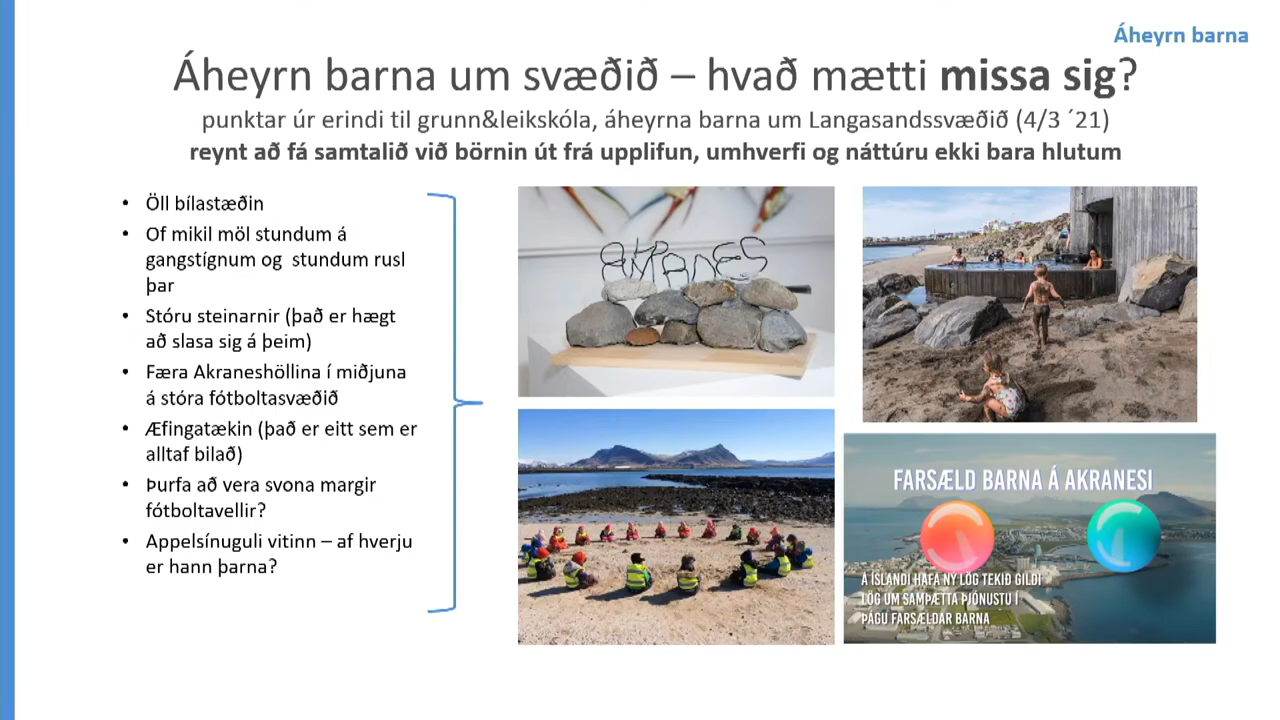 Áheyrn barna
Áheyrn barna um svæðið – hvað mætti missa sig?
punktar úr erindi til grunn&leikskóla, áheyrna barna um Langasandssvæðið (4/3 ´21)
reynt að fá samtalið við börnin út frá upplifun, umhverfi og náttúru ekki bara hlutum
• Öll bílastæðin
• Of mikil möl stundum á
gangstígnum og  stundum rusl
þar
• Stóru steinarnir (það er hægt
að slasa sig á þeim)
• Færa Akraneshöllina í miðjuna
á stóra fótboltasvæðið
• Æfingatækin (það er eitt sem er
alltaf bilað)
• Þurfa að vera svona margir
fótboltavellir?
• Appelsínuguli vitinn – af hverju
er hann þarna?
AKRANES
FARSÆLD BARNA Á AKRANESI
Á ÍSLANDI HAFA NÝ LÖG TEKIÐ GILDI
LÖG UM SAMÞÆTTA ÞJÓNUSTU Í
ÞÁGU FARSÆLDAR BARNA